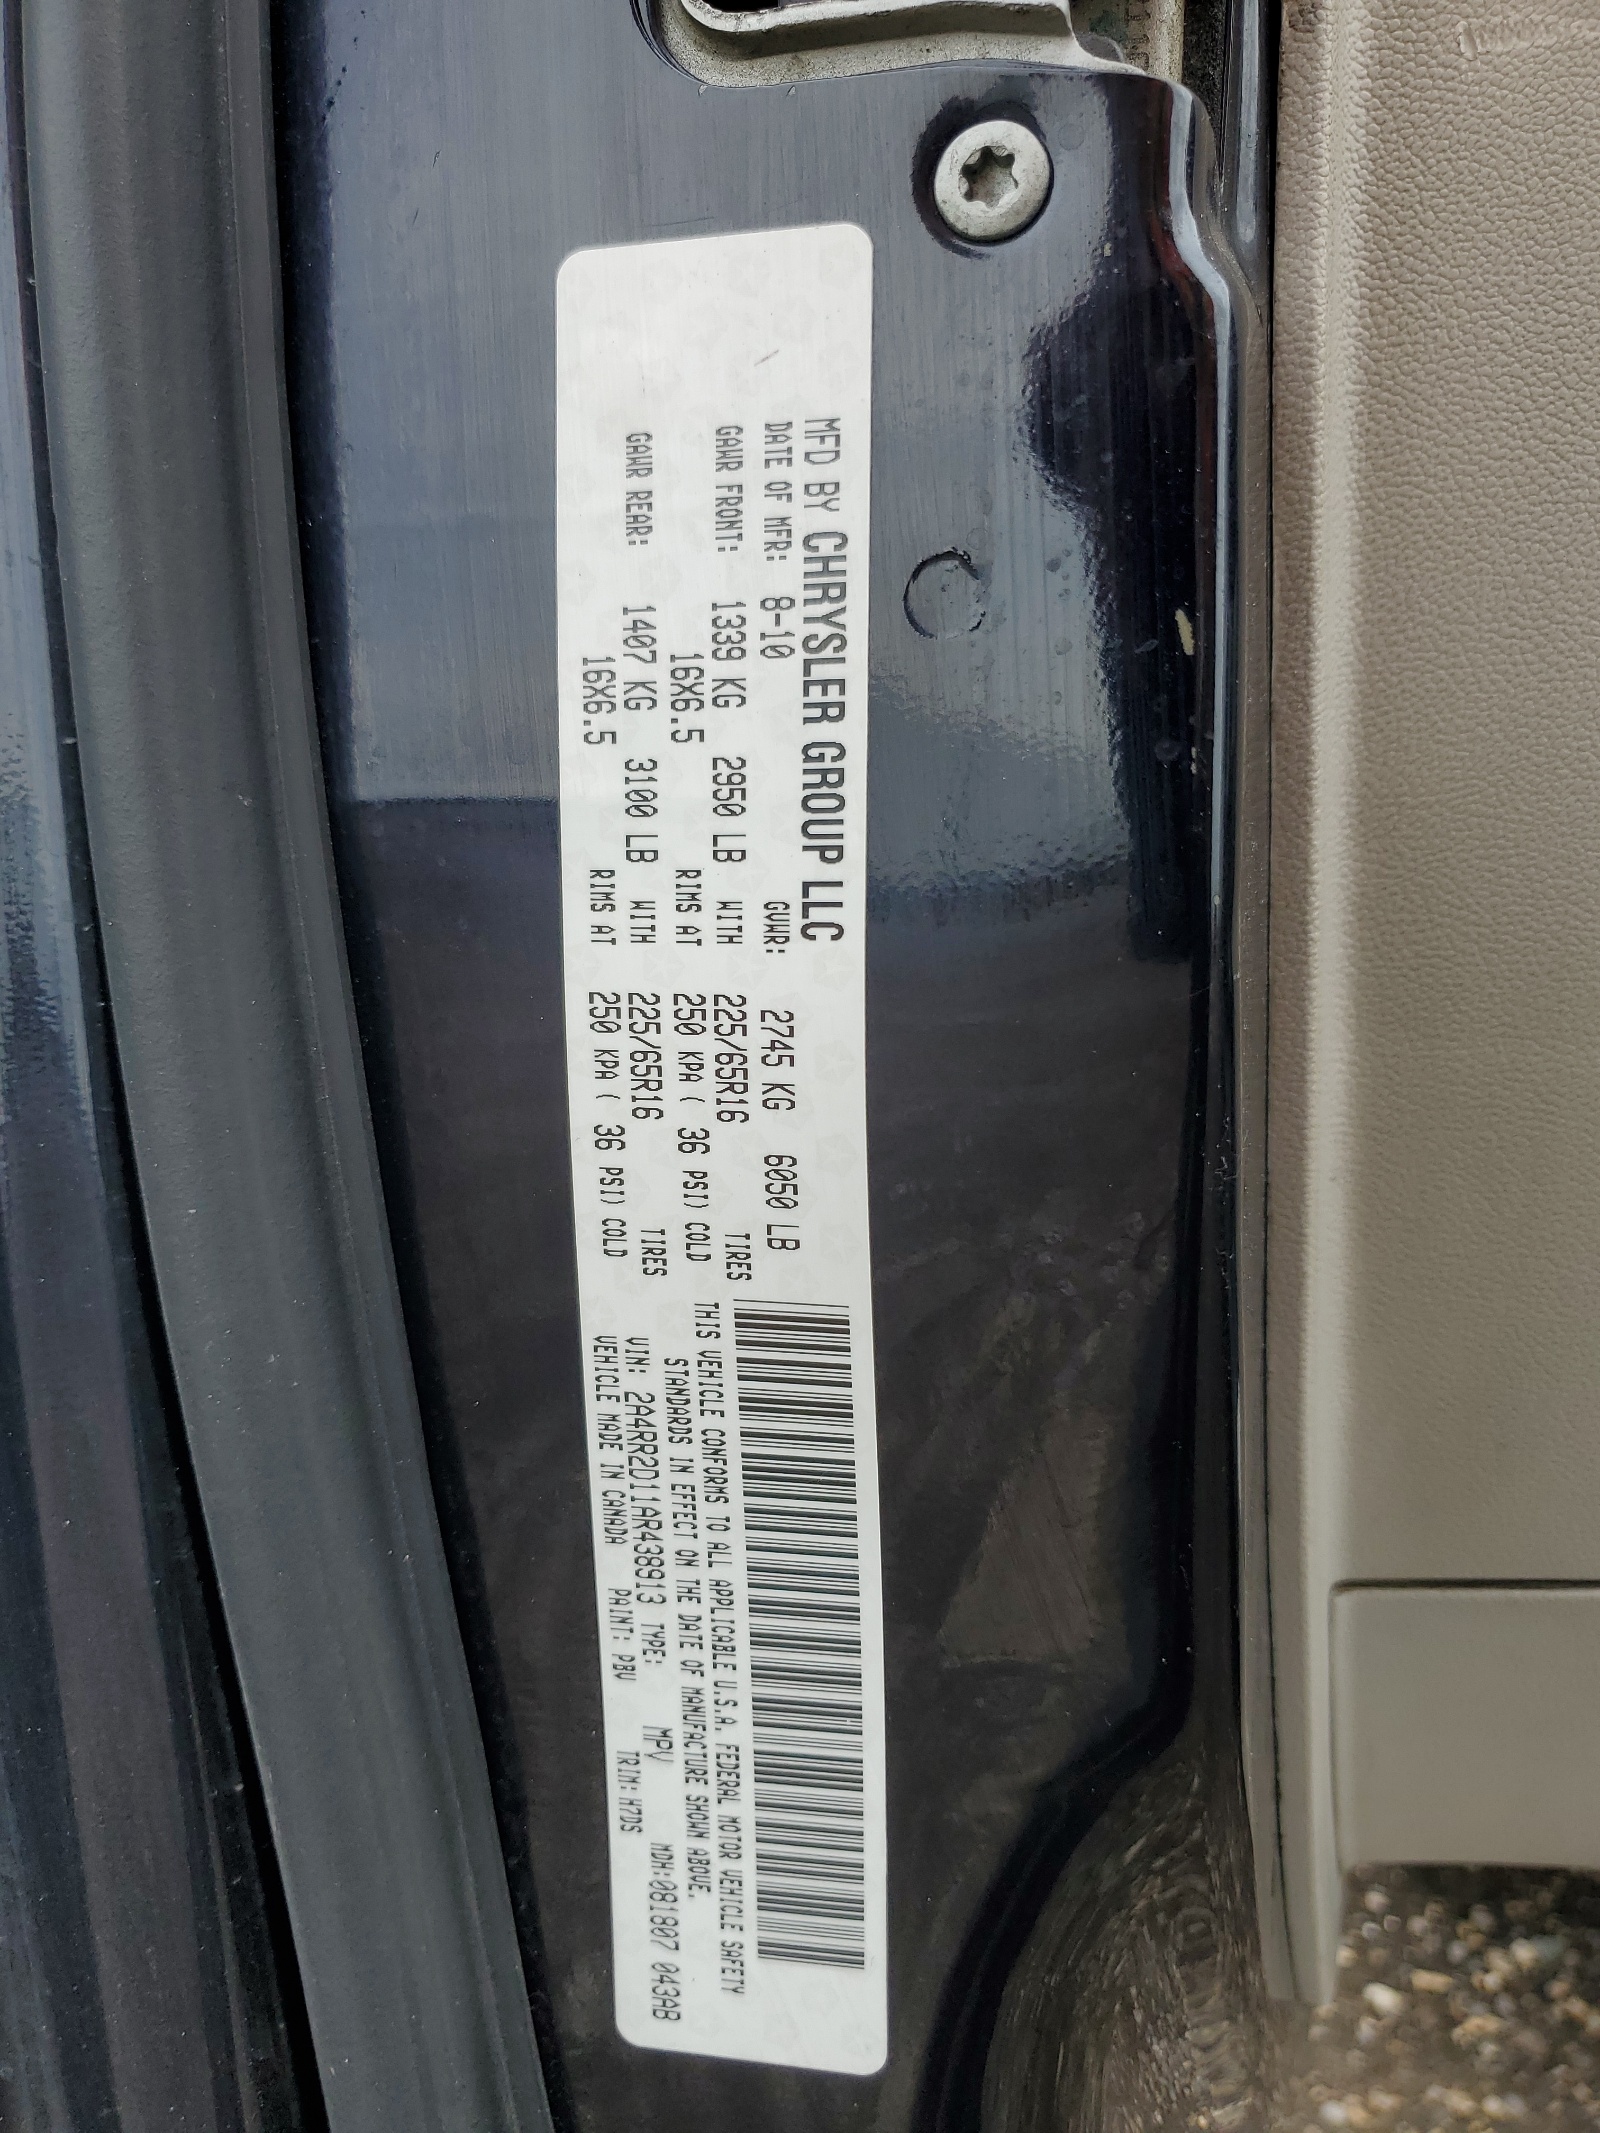 MFD BY CHRYSLER GROUP LLC
DATE OF MFR: 8-10 GVWR: 2745 KG 6050 LB
GAWR FRONT: 1339 KG 2950 LB WITH 225/65R16 TIRES
16X6.5 RIMS AT 250 KPA ( 36 PSI) COLD
GAWR REAR: 1407 KG 3100 LB WITH 225/65R16 TIRES
16X6.5 RIMS AT 250 KPA ( 36 PSI) COLD
THIS VEHICLE CONFORMS TO ALL APPLICABLE U.S.A. FEDERAL MOTOR VEHICLE SAFETY
STANDARDS IN EFFECT ON THE DATE OF MANUFACTURE SHOWN ABOVE.
VIN: 2A4RR2D11AR438913 TYPE: MPV MDH:081807 043AB
VEHICLE MADE IN CANADA PAINT: PBV TRIM: H7DS